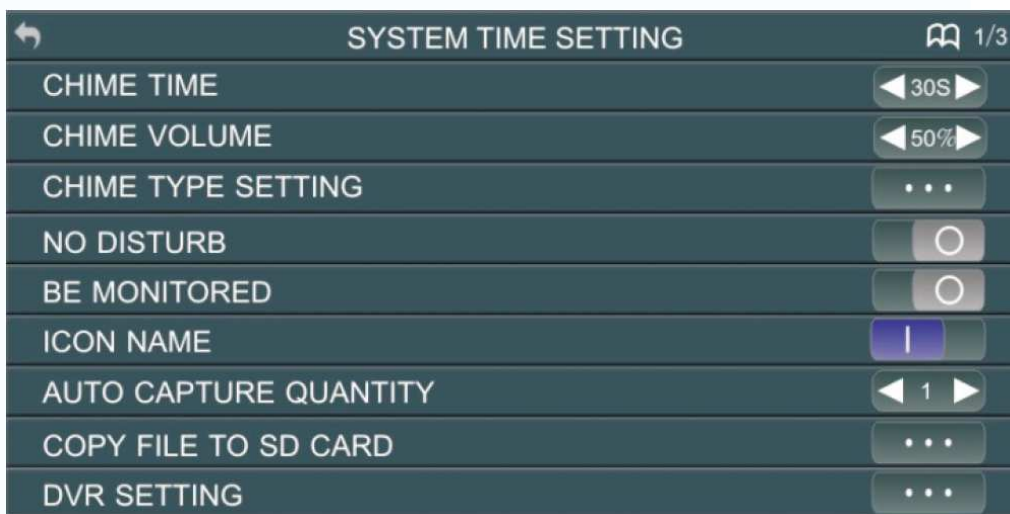 SYSTEM TIME SETTING 1/3
CHIME TIME 30S
CHIME VOLUME 50%
CHIME TYPE SETTING ...
NO DISTURB
BE MONITORED
ICON NAME
AUTO CAPTURE QUANTITY 1
COPY FILE TO SD CARD ...
DVR SETTING ...